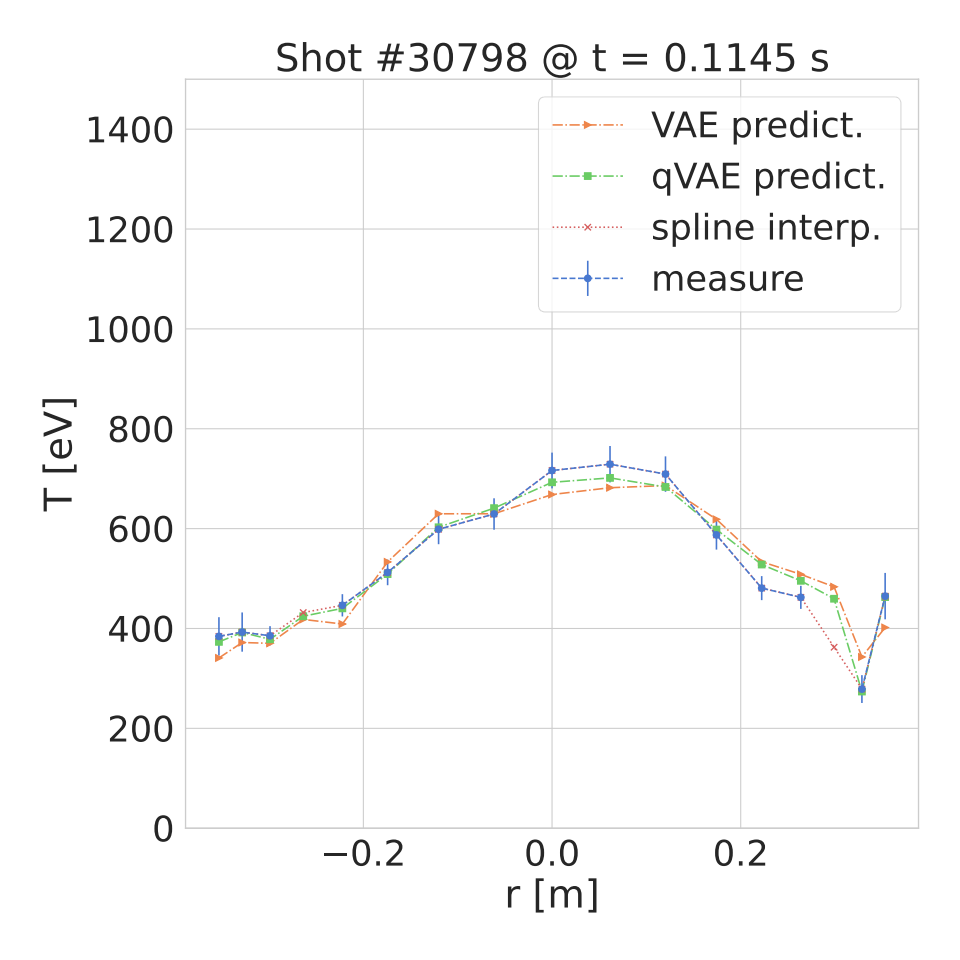 Shot #30798 @ t = 0.1145 s
VAE predict.
qVAE predict.
spline interp.
measure
1400
1200
1000
800
600
400
200
0
T [eV]
−0.2 0.0 0.2
r [m]